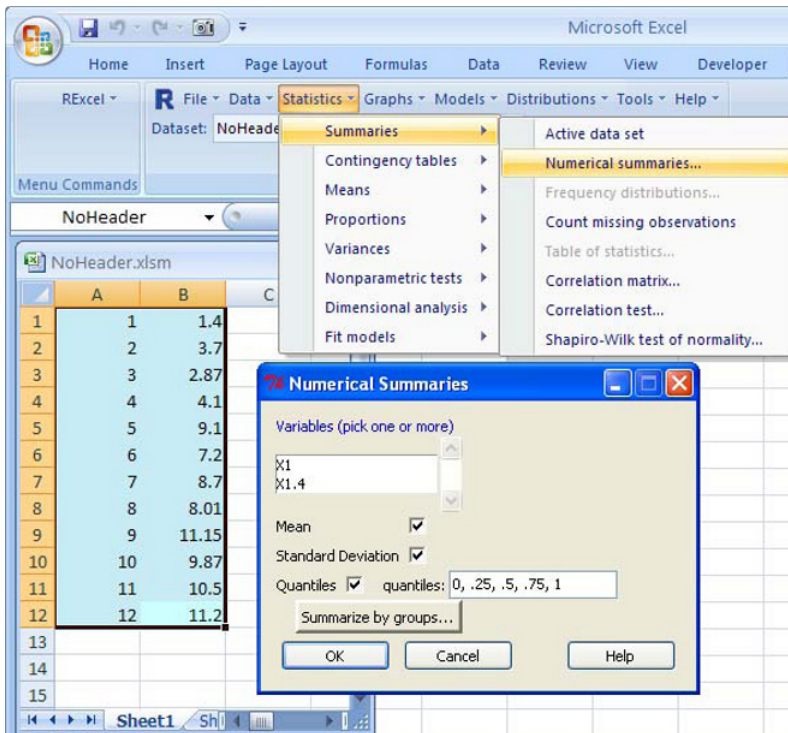 Microsoft Excel
Home Insert Page Layout Formulas Data Review View Developer
RExcel R File Data Statistics Graphs Models Distributions Tools Help
Dataset: NoHeade
Menu Commands
Summaries
Contingency tables
Means
Proportions
Variances
Nonparametric tests
Dimensional analysis
Fit models
Active data set
Numerical summaries...
Frequency distributions...
Count missing observations
Table of statistics...
Correlation matrix...
Correlation test...
Shapiro-Wilk test of normality...
NoHeader
NoHeader.xlsm
A B C
1 1 1.4
2 2 3.7
3 3 2.87
4 4 4.1
5 5 9.1
6 6 7.2
7 7 8.7
8 8 8.01
9 9 11.15
10 10 9.87
11 11 10.5
12 12 11.2
13
14
15
Sheet1 Sh
Numerical Summaries
Variables (pick one or more)
X1
X1.4
Mean
Standard Deviation
Quantiles quantiles: 0, .25, .5, .75, 1
Summarize by groups...
OK Cancel Help